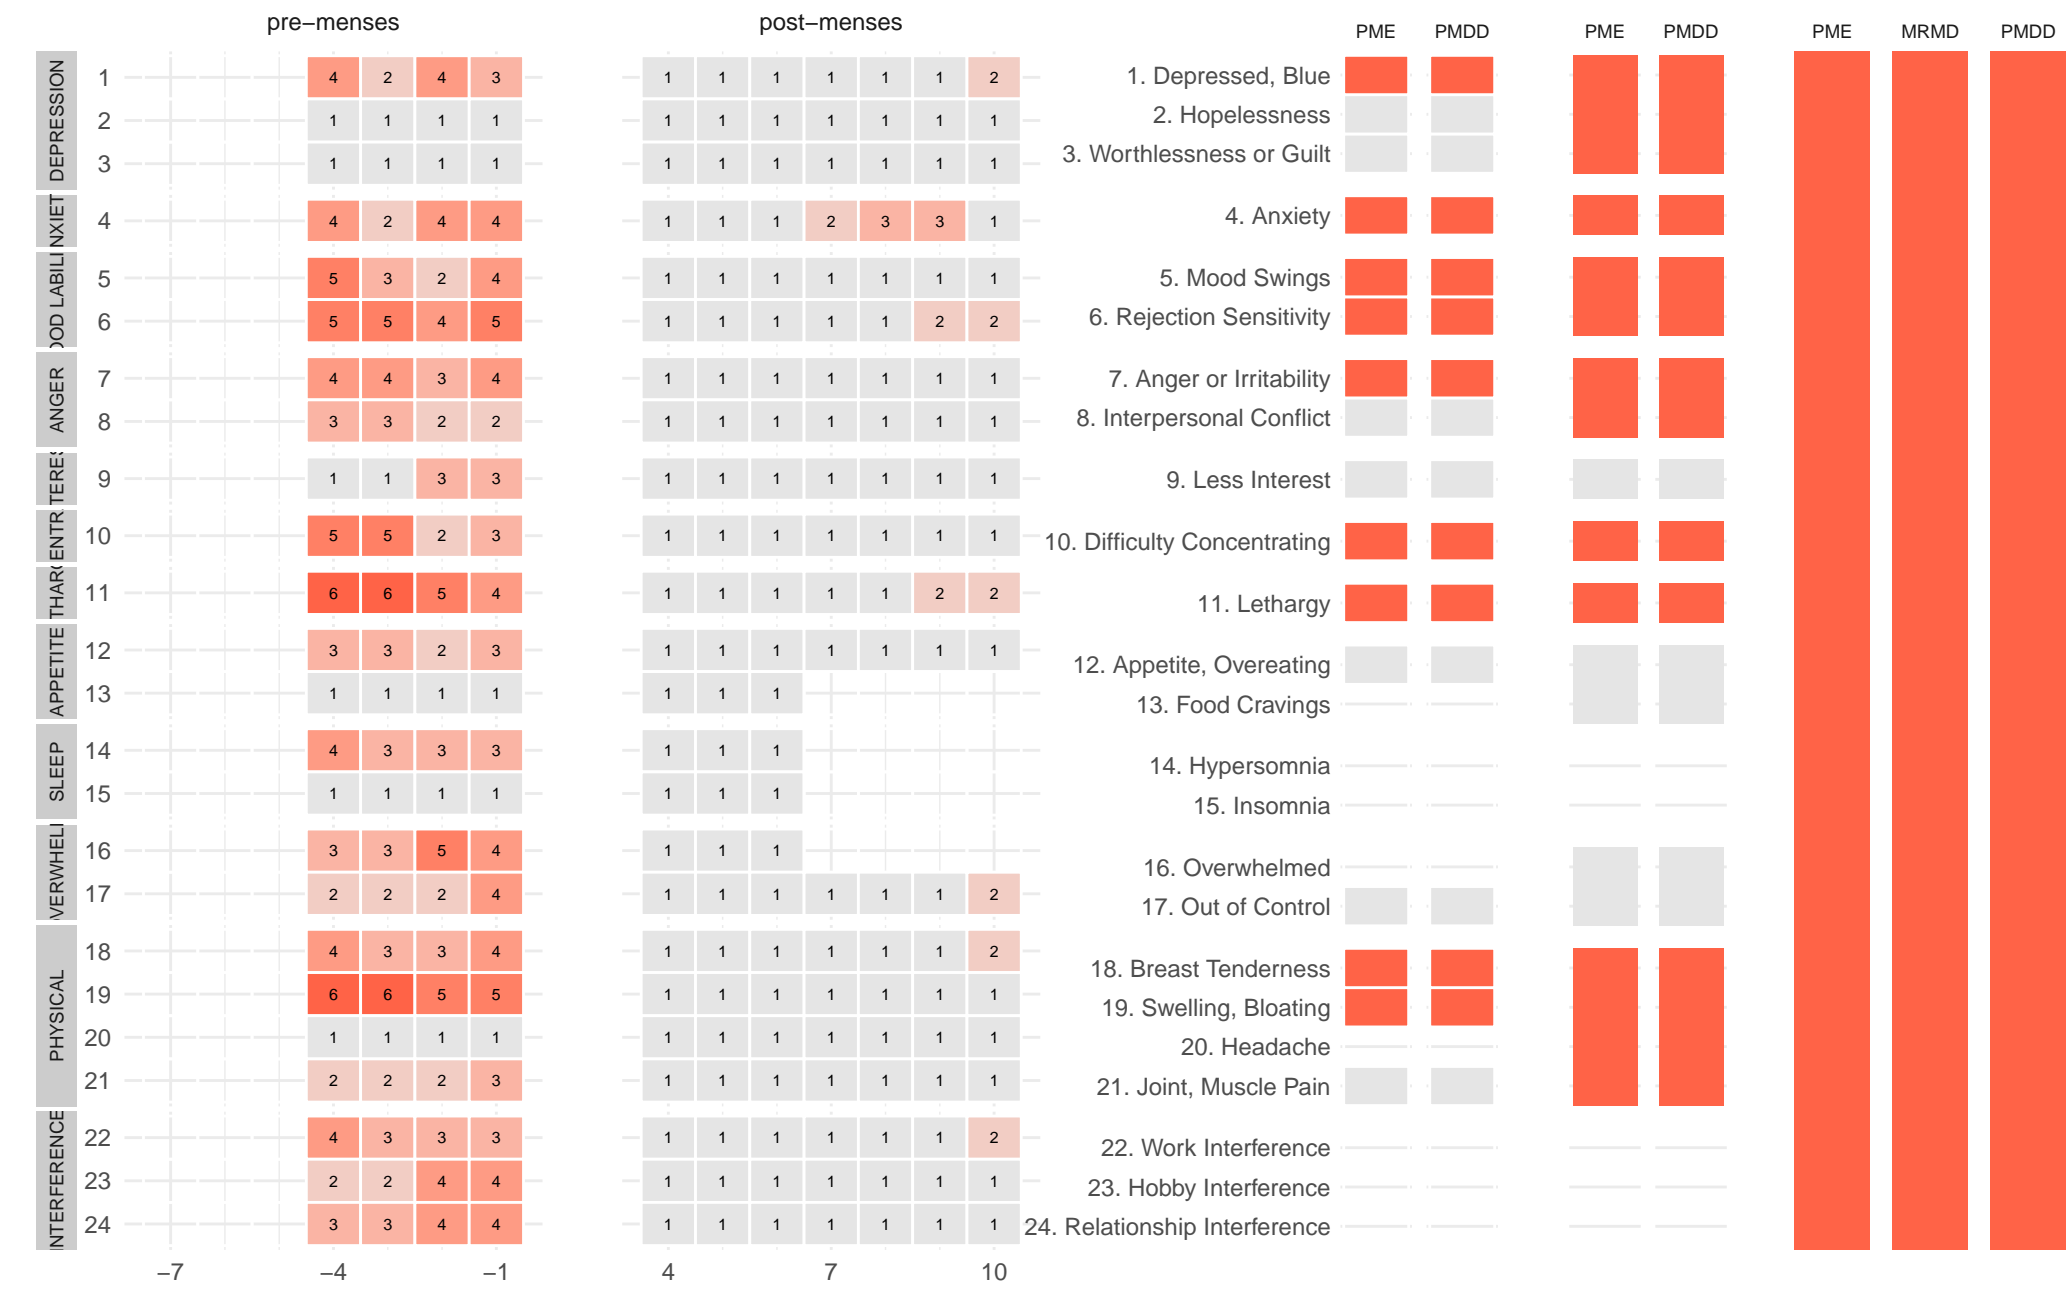 pre−menses post−menses PME PMDD PME PMDD PME MRMD PMDD
DEPRESSION
1 4 2 4 3 1 1 1 1 1 1 2 1. Depressed, Blue
2 1 1 1 1 1 1 1 1 1 1 1 2. Hopelessness
3 1 1 1 1 1 1 1 1 1 1 1 3. Worthlessness or Guilt
NXIET
4 4 2 4 4 1 1 1 2 3 3 1 4. Anxiety
OOD LABILI
5 5 3 2 4 1 1 1 1 1 1 1 5. Mood Swings
6 5 5 4 5 1 1 1 1 1 2 2 6. Rejection Sensitivity
ANGER
7 4 4 3 4 1 1 1 1 1 1 1 7. Anger or Irritability
8 3 3 2 2 1 1 1 1 1 1 1 8. Interpersonal Conflict
TERES
9 1 1 3 3 1 1 1 1 1 1 1 9. Less Interest
ENTR
10 5 5 2 3 1 1 1 1 1 1 1 10. Difficulty Concentrating
THARG
11 6 6 5 4 1 1 1 1 1 2 2 11. Lethargy
APPETITE
12 3 3 2 3 1 1 1 1 1 1 1 12. Appetite, Overeating
13 1 1 1 1 1 1 1 13. Food Cravings
SLEEP
14 4 3 3 3 1 1 1 14. Hypersomnia
15 1 1 1 1 1 1 1 15. Insomnia
VERWHELI
16 3 3 5 4 1 1 1 16. Overwhelmed
17 2 2 2 4 1 1 1 1 1 1 2 17. Out of Control
PHYSICAL
18 4 3 3 4 1 1 1 1 1 1 2 18. Breast Tenderness
19 6 6 5 5 1 1 1 1 1 1 1 19. Swelling, Bloating
20 1 1 1 1 1 1 1 1 1 1 1 20. Headache
21 2 2 2 3 1 1 1 1 1 1 1 21. Joint, Muscle Pain
INTERFERENCE
22 4 3 3 3 1 1 1 1 1 1 2 22. Work Interference
23 2 2 4 4 1 1 1 1 1 1 1 23. Hobby Interference
24 3 3 4 4 1 1 1 1 1 1 1 24. Relationship Interference
−7 −4 −1 4 7 10